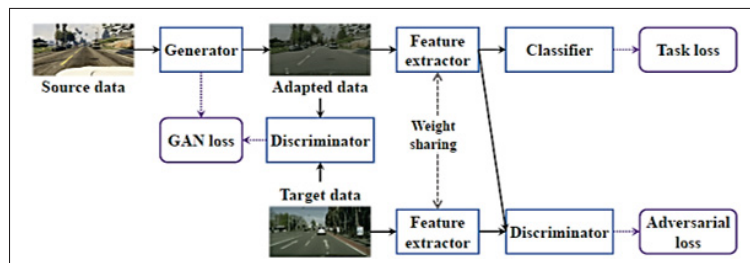 Generator
Feature
extractor
Classifier
Task loss
Source data
Adapted data
GAN loss
Discriminator
Weight
sharing
Target data
Feature
extractor
Discriminator
Adversarial
loss